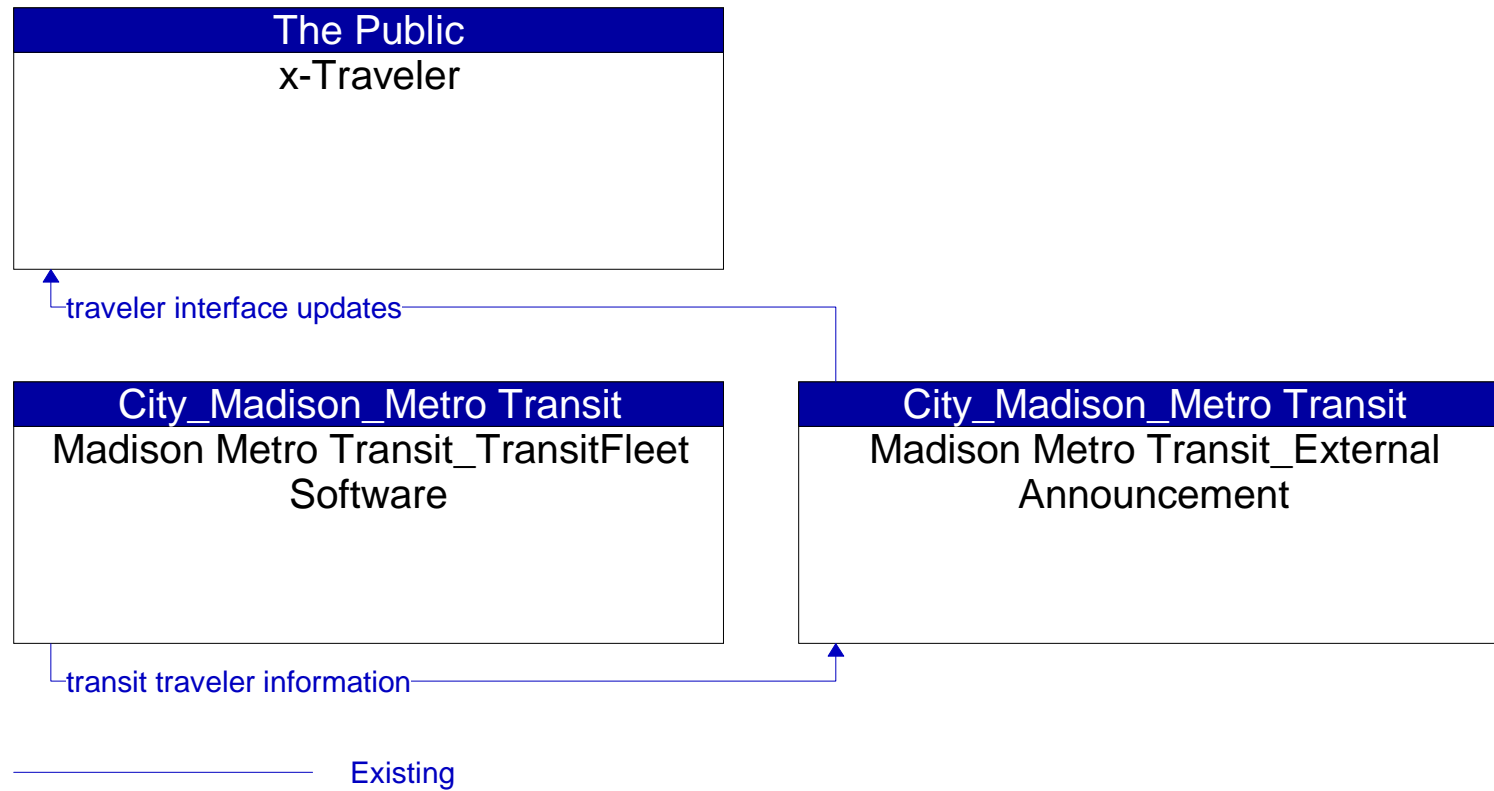 The Public
x-Traveler
traveler interface updates
City_Madison_Metro Transit
Madison Metro Transit_TransitFleet
Software
City_Madison_Metro Transit
Madison Metro Transit_External
Announcement
transit traveler information
Existing